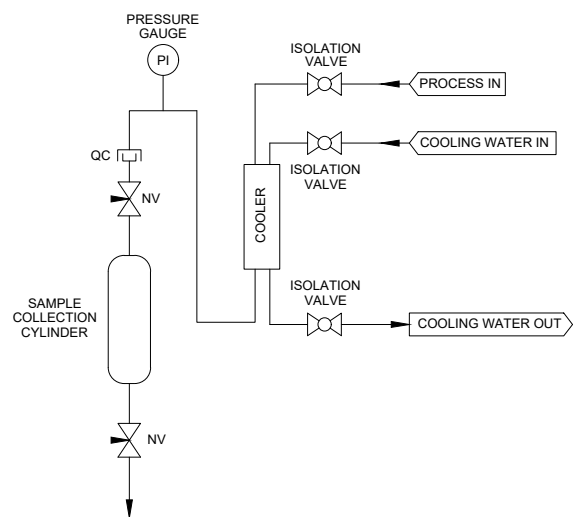 PRESSURE
GAUGE
PI
ISOLATION
VALVE
PROCESS IN
QC
COOLING WATER IN
ISOLATION
VALVE
NV
COOLER
SAMPLE
COLLECTION
CYLINDER
ISOLATION
VALVE
COOLING WATER OUT
NV